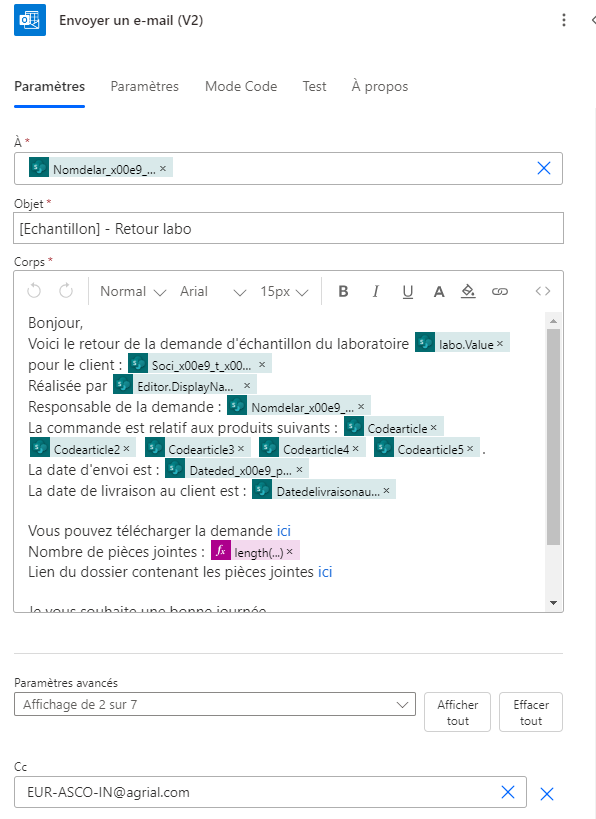 Envoyer un e-mail (V2)
Paramètres Paramètres Mode Code Test À propos
À *
Nomdelar_x00e9_... ×
Objet *
[Echantillon] - Retour labo
Corps *
Normal Arial 15px B I U A
Bonjour,
Voici le retour de la demande d'échantillon du laboratoire labo.Value ×
pour le client : Soci_x00e9_t_x00... ×
Réalisée par Editor.DisplayNa... ×
Responsable de la demande : Nomdelar_x00e9_... ×
La commande est relatif aux produits suivants : Codearticle ×
Codearticle2 × Codearticle3 × Codearticle4 × Codearticle5 × .
La date d'envoi est : Dateded_x00e9_p... ×
La date de livraison au client est : Datedelivraisonau... ×
Vous pouvez télécharger la demande ici
Nombre de pièces jointes : fx length(...) ×
Lien du dossier contenant les pièces jointes ici
Je vous souhaite une bonne journée
Paramètres avancés
Affichage de 2 sur 7
Afficher tout
Effacer tout
Cc
EUR-ASCO-IN@agrial.com